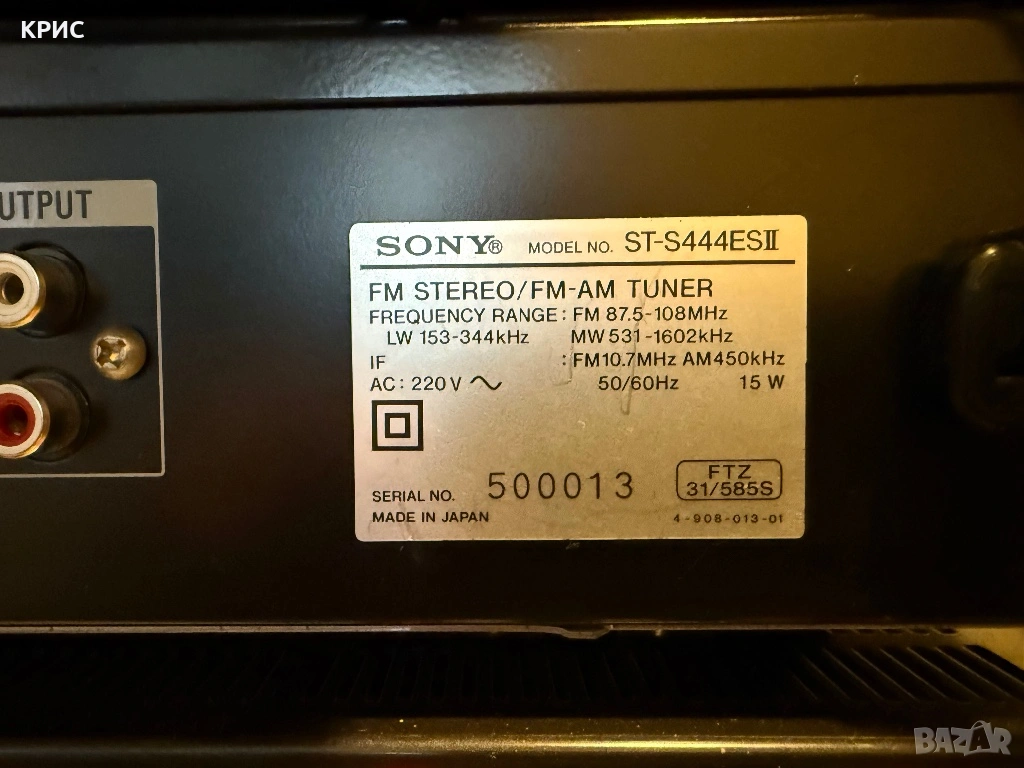 КРИС
UTPUT
SONY® MODEL NO. ST-S444ESII
FM STEREO/FM-AM TUNER
FREQUENCY RANGE: FM 87.5-108MHz
LW 153-344kHz MW 531-1602kHz
IF : FM10.7MHz AM450kHz
AC: 220V ~ 50/60Hz 15 W
SERIAL NO. 500013
FTZ
31/585S
MADE IN JAPAN 4-908-013-01
BAZAR